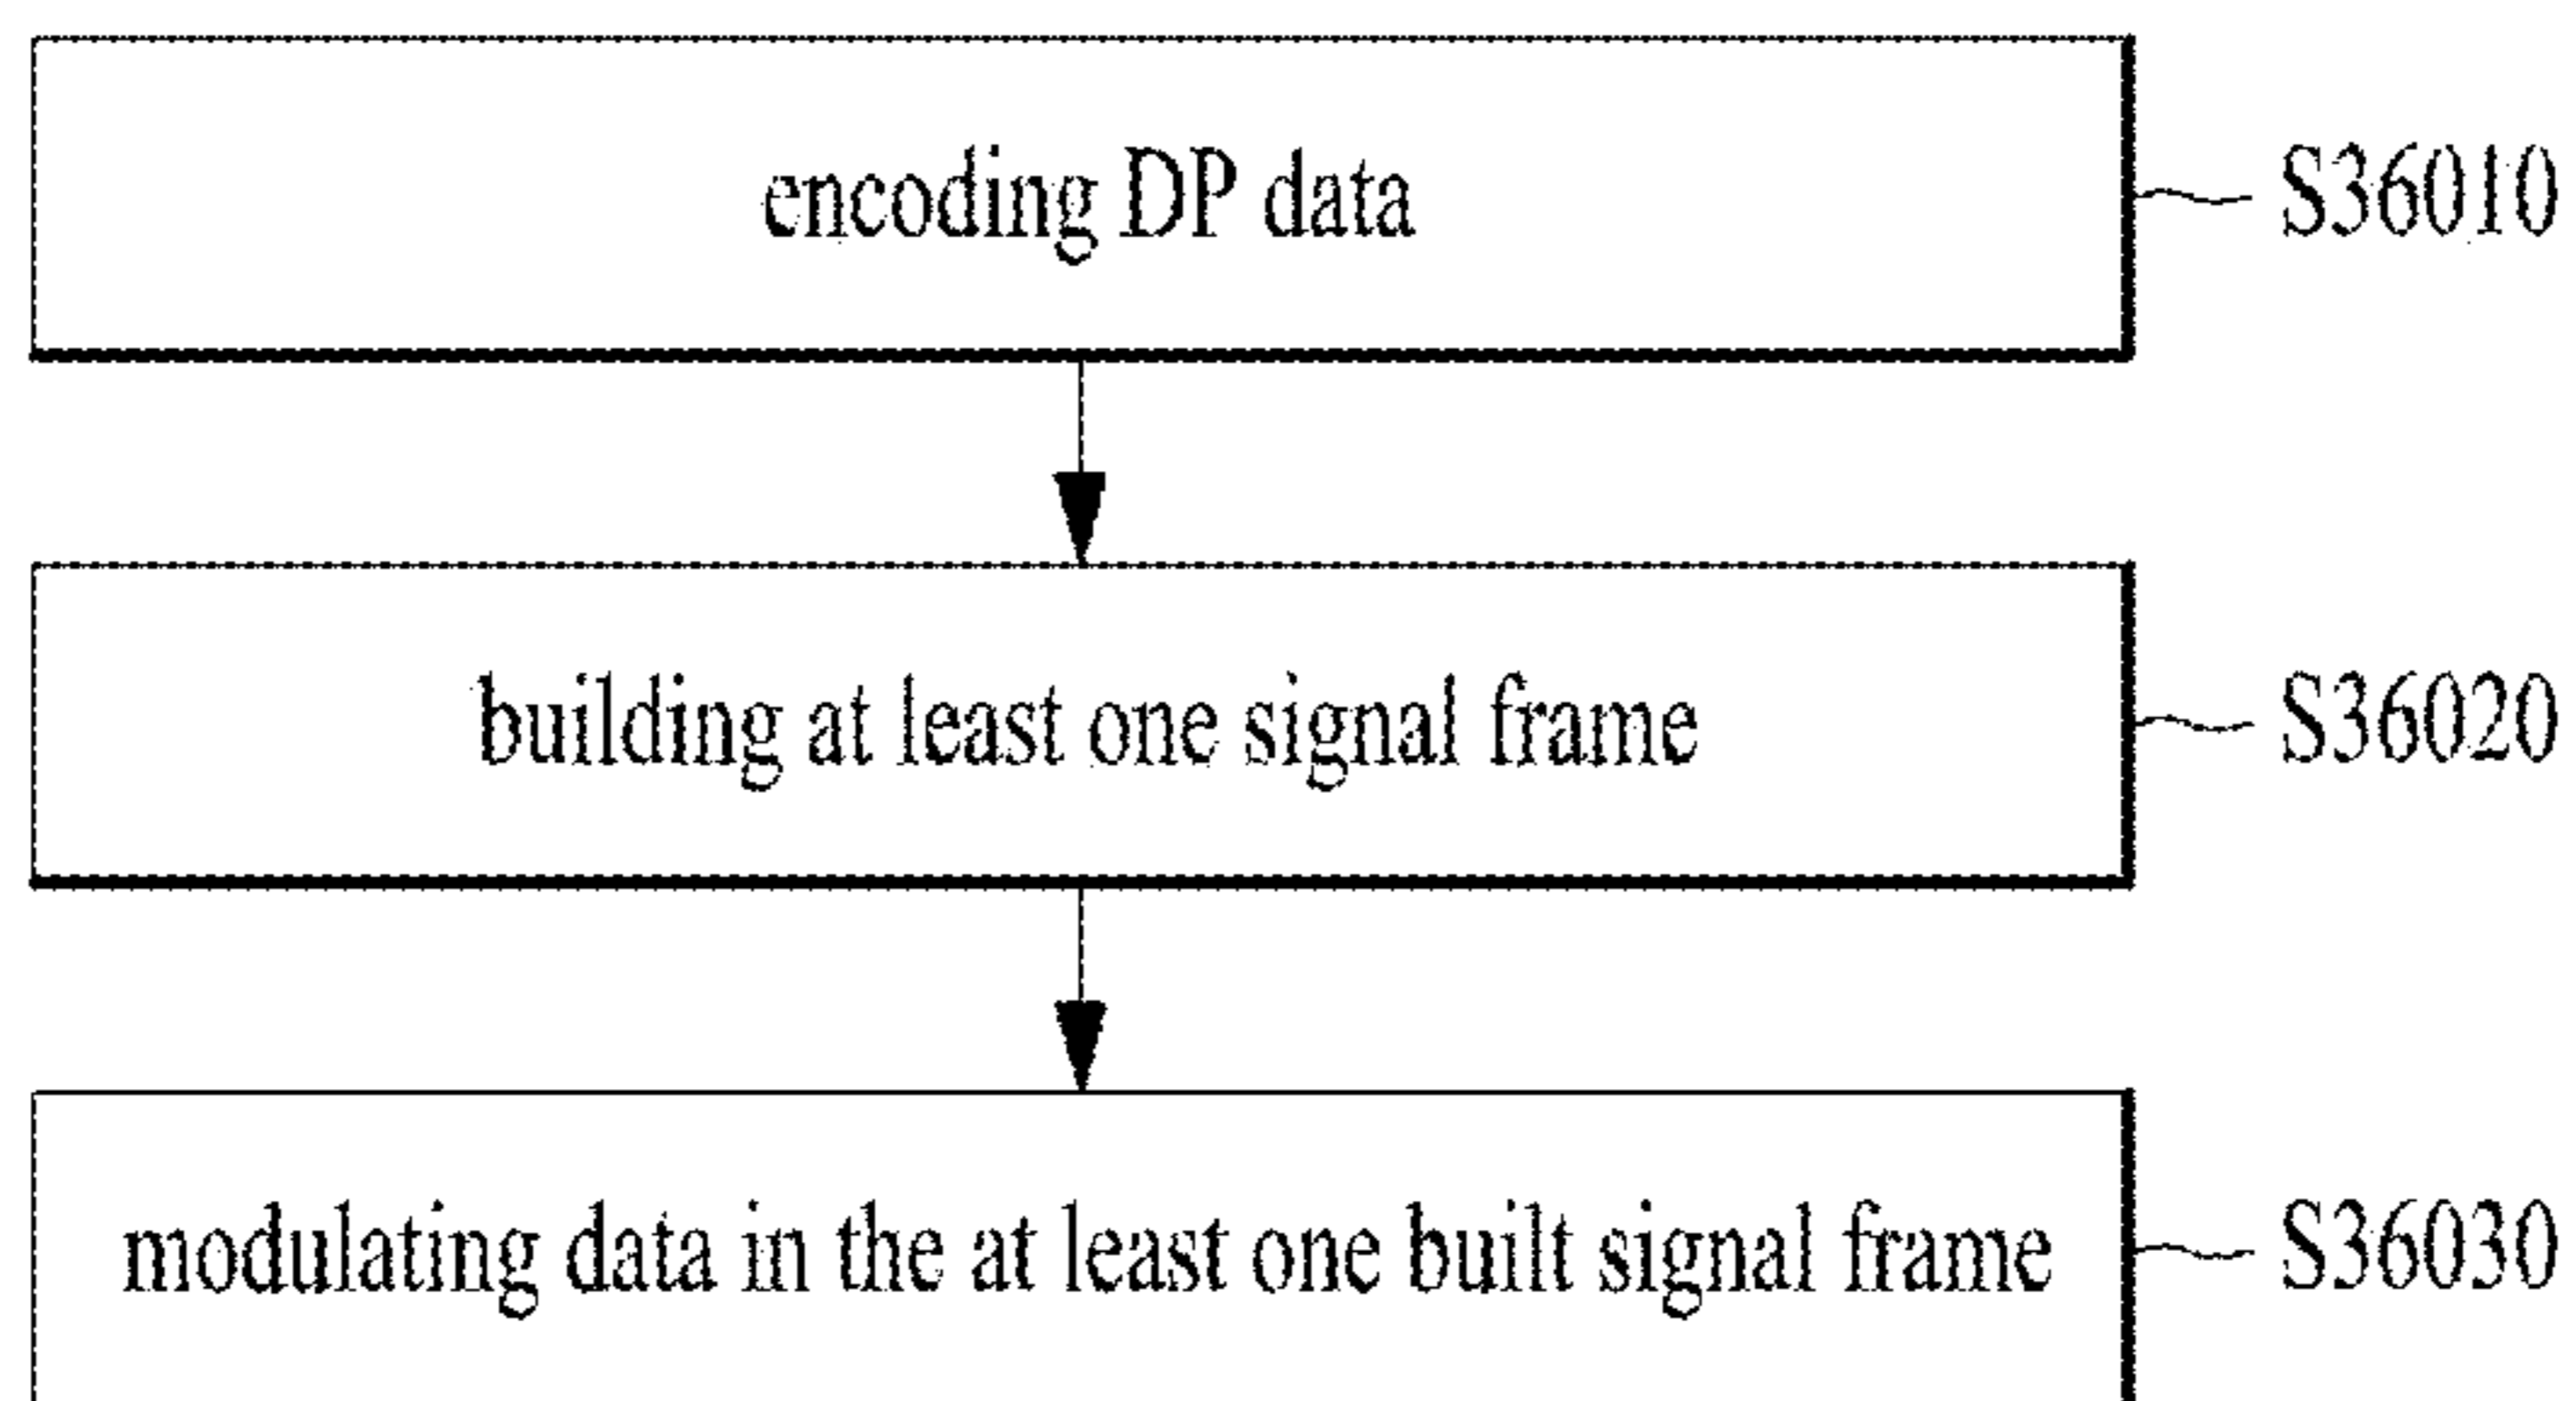 encoding DP data S36010
building at least one signal frame S36020
modulating data in the at least one built signal frame S36030